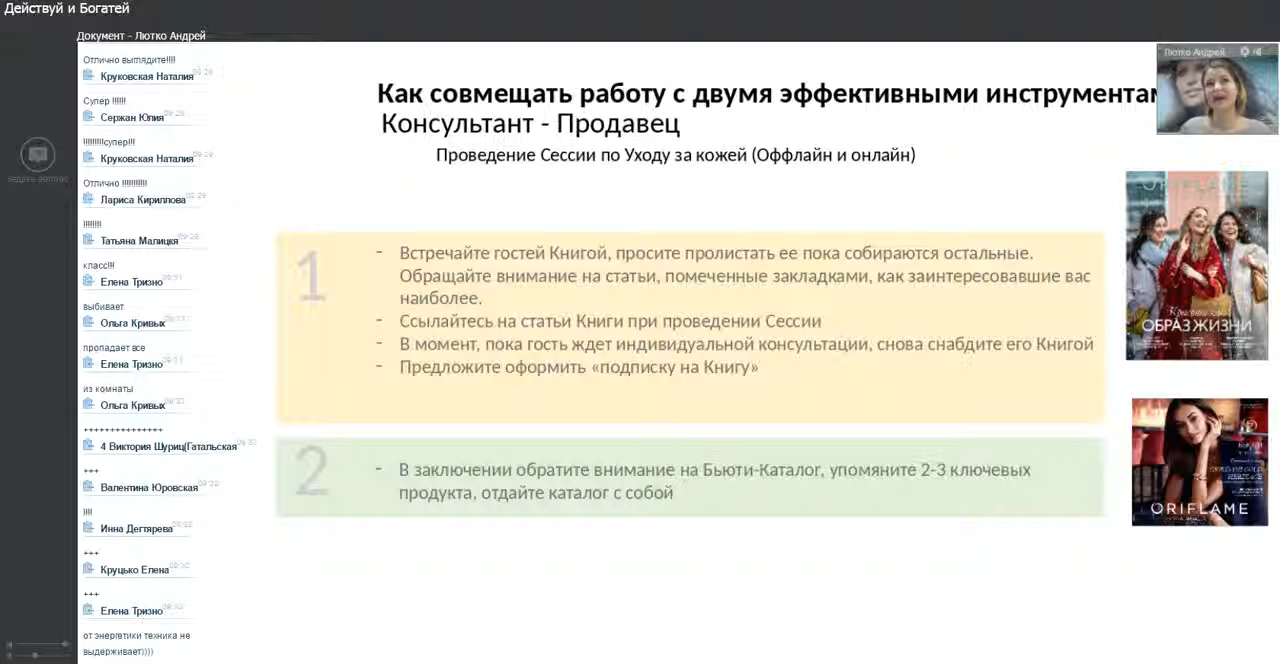 Действуй и Богатей
Документ - Лютко Андрей
Отлично выглядите!!!!
Круковская Наталия
Супер !!!!!!
Сержан Юлия
!!!!!!!!!супер!!!
Круковская Наталия
Отлично !!!!!!!!!!!
Лариса Кириллова
!!!!!!!!
Татьяна Малицкя
класс!!!
Елена Тризно
выбивает
Ольга Кривых
пропадает все
Елена Тризно
из комнаты
Ольга Кривых
+++++++++++++++
4 Виктория Шуриц(Гатальская
+++
Валентина Юровская
!!!!
Инна Дегтярева
+++
Круцько Елена
+++
Елена Тризно
от энергетики техника не
выдерживает))))
Как совмещать работу с двумя эффективными инструментам
Консультант - Продавец
Проведение Сессии по Уходу за кожей (Оффлайн и онлайн)
1
- Встречайте гостей Книгой, просите пролистать ее пока собираются остальные.
Обращайте внимание на статьи, помеченные закладками, как заинтересовавшие вас
наиболее.
- Ссылайтесь на статьи Книги при проведении Сессии
- В момент, пока гость ждет индивидуальной консультации, снова снабдите его Книгой
- Предложите оформить «подписку на Книгу»
2
- В заключении обратите внимание на Бьюти-Каталог, упомяните 2-3 ключевых
продукта, отдайте каталог с собой
Лютко Андрей
ORIFLAME
ОБРАЗ ЖИЗНИ
ORIFLAME